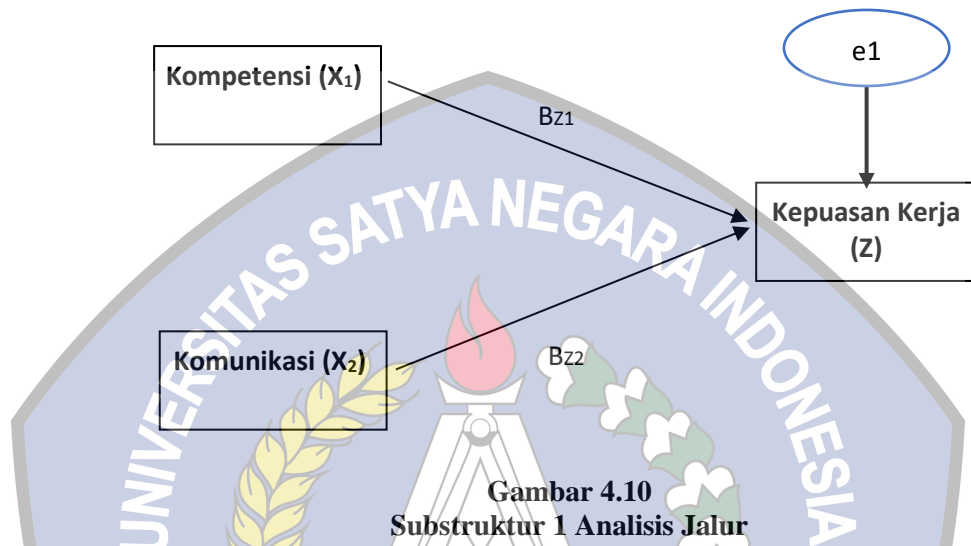 e1
Kompetensi (X₁)
BZ1
Kepuasan Kerja
(Z)
Komunikasi (X₂)
BZ2
Gambar 4.10
Substruktur 1 Analisis Jalur
UNIVERSITAS SATYA NEGARA INDONESIA